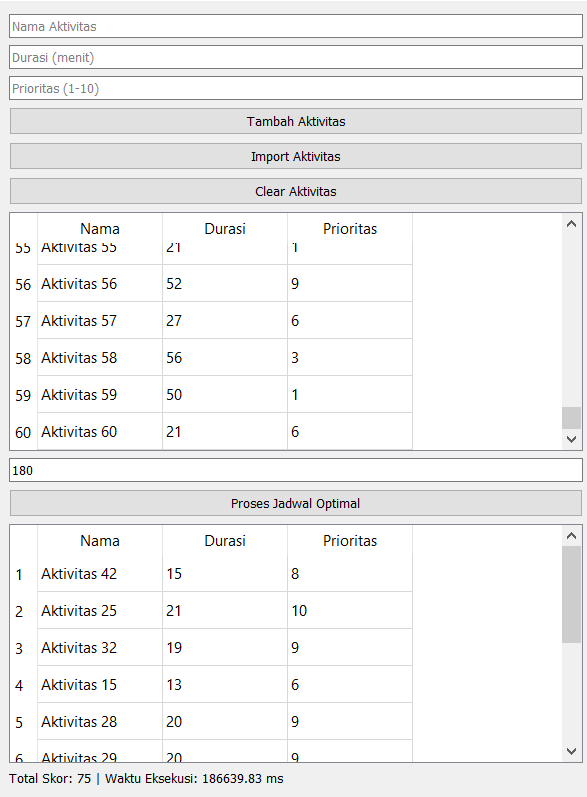 Nama Aktivitas
Durasi (menit)
Prioritas (1-10)
Tambah Aktivitas
Import Aktivitas
Clear Aktivitas
Nama Durasi Prioritas
55 Aktivitas 55 21 1
56 Aktivitas 56 52 9
57 Aktivitas 57 27 6
58 Aktivitas 58 56 3
59 Aktivitas 59 50 1
60 Aktivitas 60 21 6
180
Proses Jadwal Optimal
Nama Durasi Prioritas
1 Aktivitas 42 15 8
2 Aktivitas 25 21 10
3 Aktivitas 32 19 9
4 Aktivitas 15 13 6
5 Aktivitas 28 20 9
6 Aktivitas 29 20 9
Total Skor: 75 | Waktu Eksekusi: 186639.83 ms